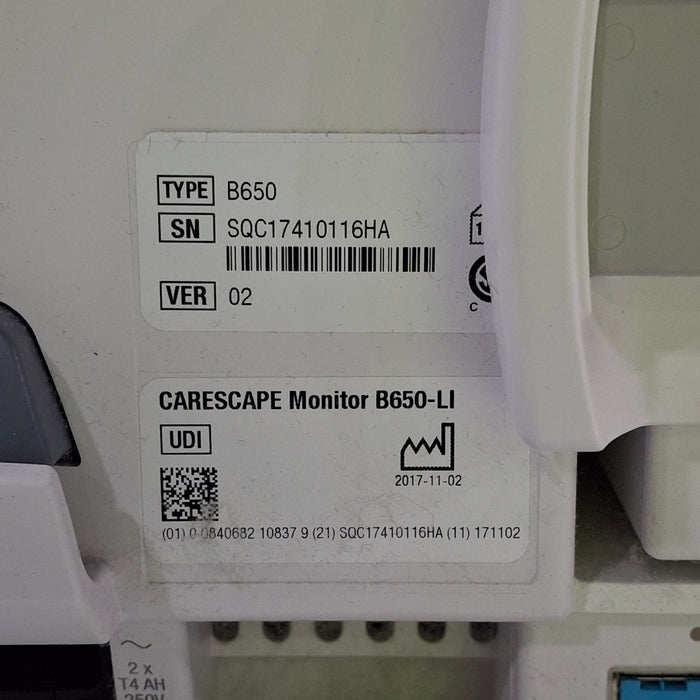 TYPE B650
SN SQC17410116HA
VER 02
C
CARESCAPE Monitor B650-LI
UDI
2017-11-02
(01) 0 0840682 10837 9 (21) SQC17410116HA (11) 171102
2 x
T4 AH
250V